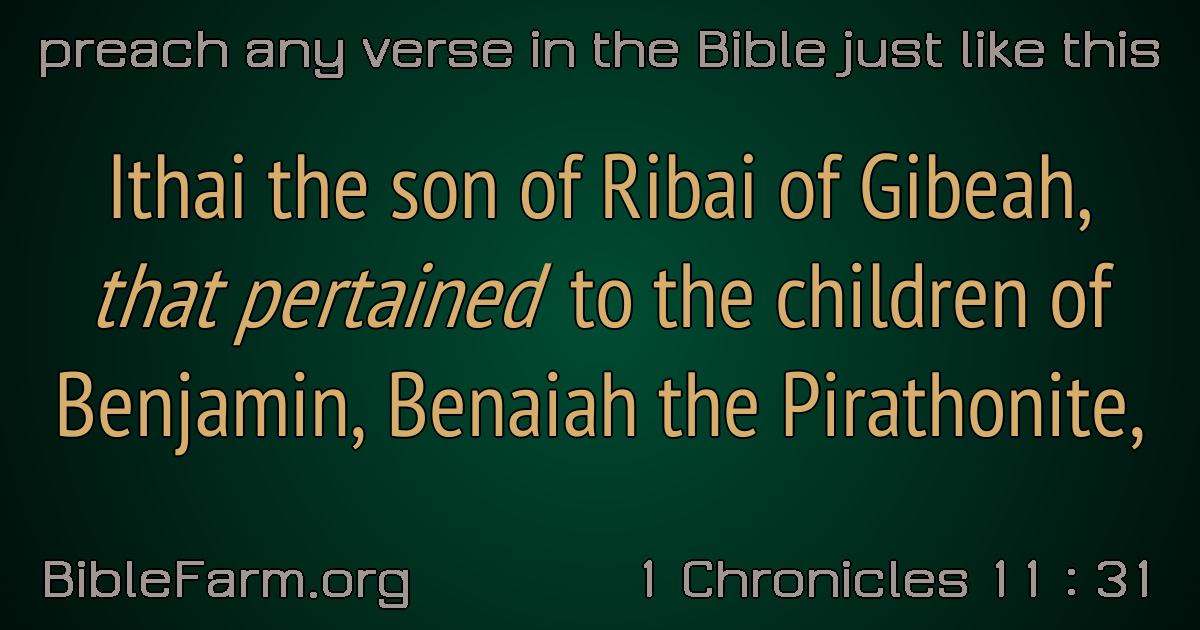 preach any verse in the Bible just like this
Ithai the son of Ribai of Gibeah,
that pertained to the children of
Benjamin, Benaiah the Pirathonite,
BibleFarm.org
1 Chronicles 11 : 31